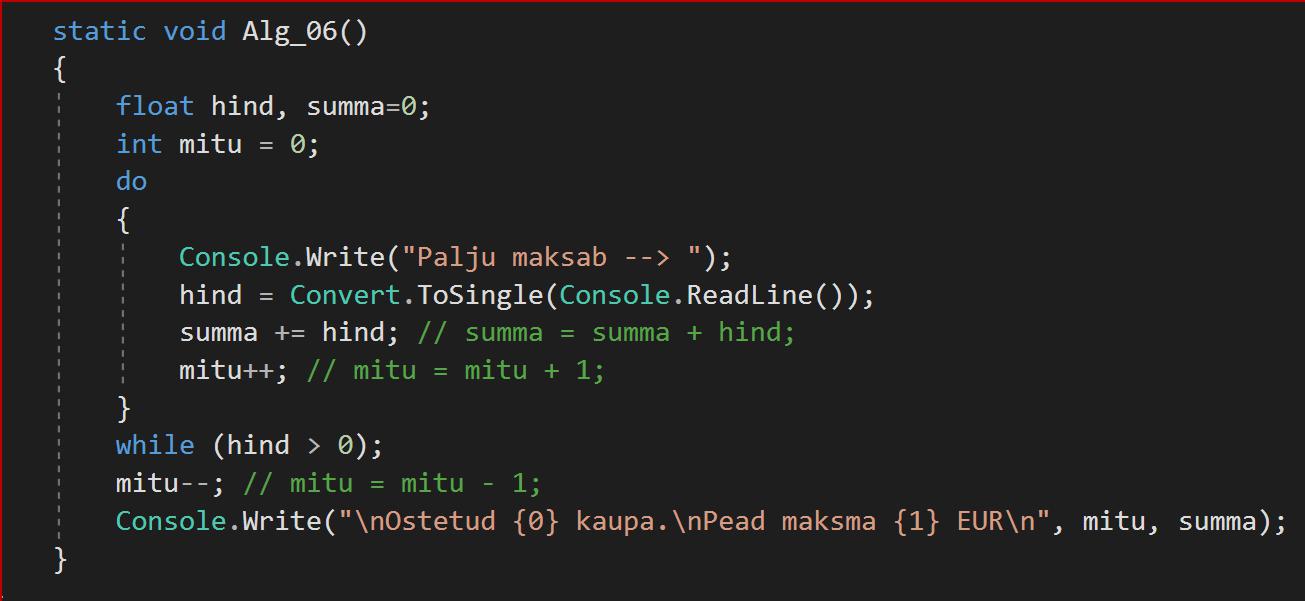 static void Alg_06()
{
float hind, summa=0;
int mitu = 0;
do
{
Console.Write("Palju maksab --> ");
hind = Convert.ToSingle(Console.ReadLine());
summa += hind; // summa = summa + hind;
mitu++; // mitu = mitu + 1;
}
while (hind > 0);
mitu--; // mitu = mitu - 1;
Console.Write("\nOstetud {0} kaupa.\nPead maksma {1} EUR\n", mitu, summa);
}